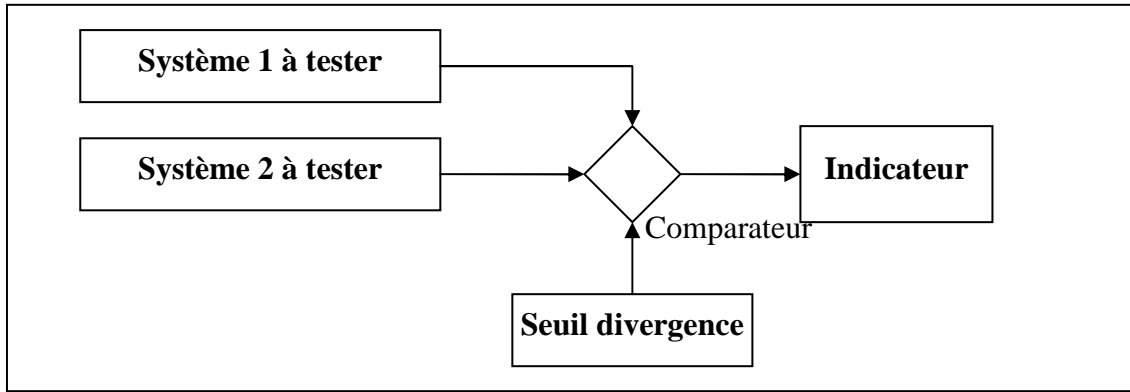 Système 1 à tester
Système 2 à tester
Indicateur
Comparateur
Seuil divergence